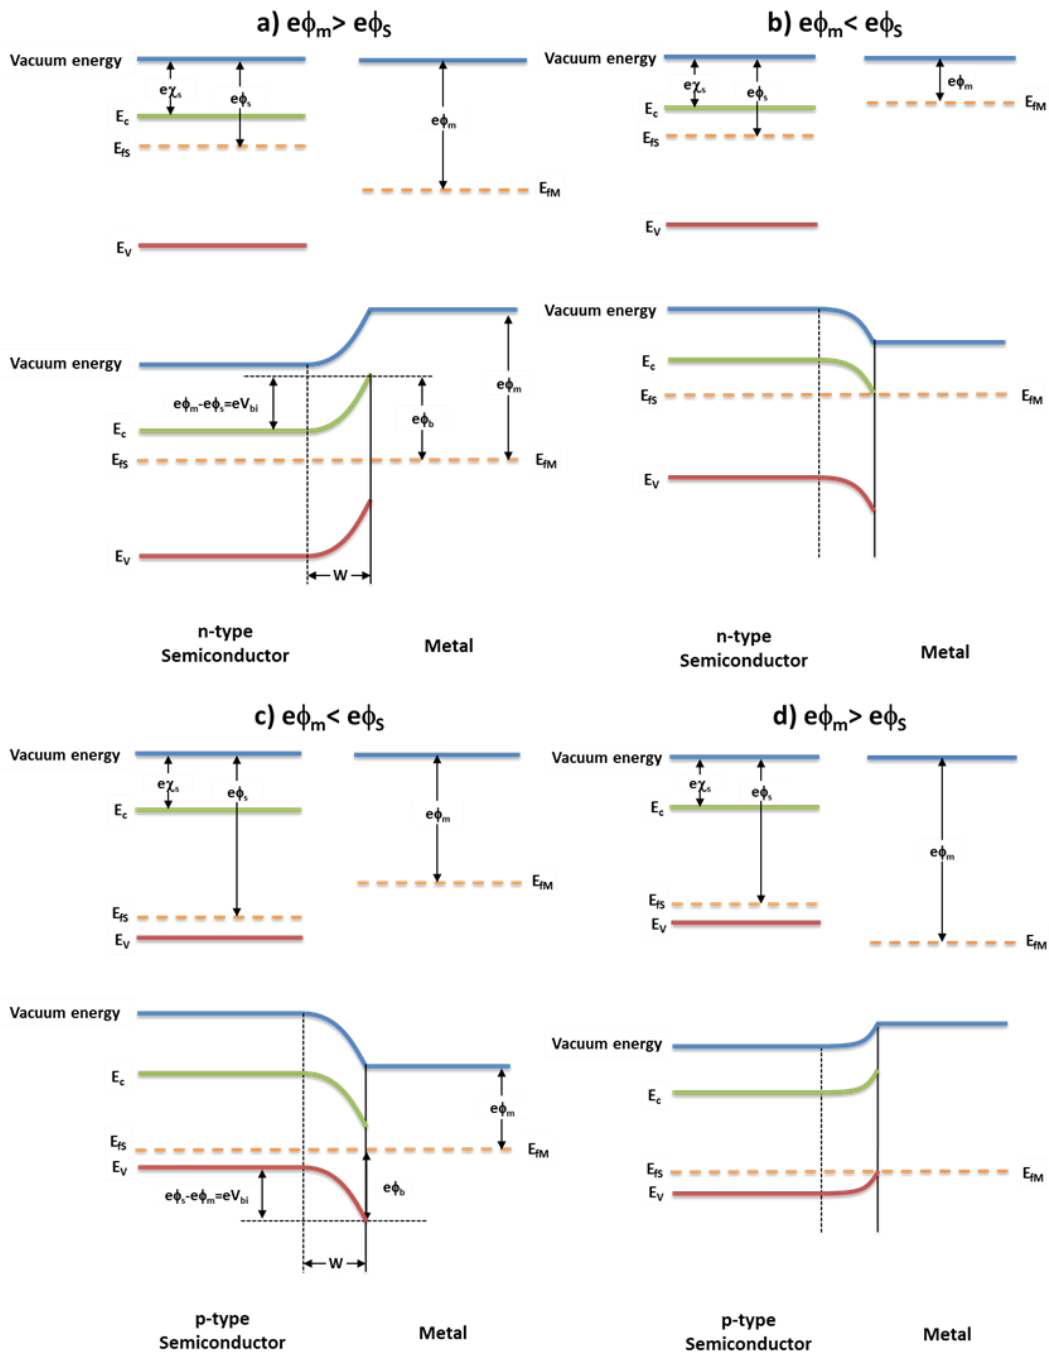 a) eϕm> eϕS
Vacuum energy
eχs
eϕs
Ec
EfS
eϕm
EfM
EV
Vacuum energy
eϕm-eϕs=eVbi
eϕm
eϕb
Ec
EfS
EfM
EV
W
n-type
Semiconductor
Metal
b) eϕm< eϕS
Vacuum energy
eχs
eϕs
eϕm
Ec
EfM
EfS
EV
Vacuum energy
Ec
EfS
EfM
EV
n-type
Semiconductor
Metal
c) eϕm< eϕS
Vacuum energy
eχs
eϕs
Ec
eϕm
EfM
EfS
EV
Vacuum energy
Ec
eϕm
EfS
EfM
EV
eϕs-eϕm=eVbi
eϕb
W
p-type
Semiconductor
Metal
d) eϕm> eϕS
Vacuum energy
eχs
eϕs
Ec
eϕm
EfS
EV
EfM
Vacuum energy
Ec
EfS
EfM
EV
p-type
Semiconductor
Metal